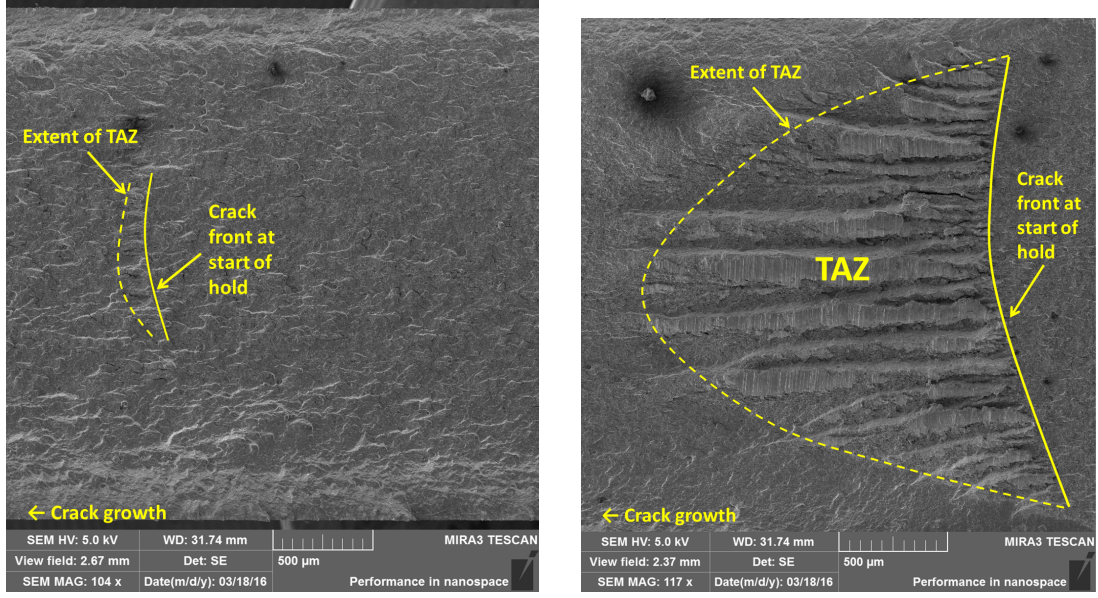 Extent of TAZ
Crack
front at
start of
hold
← Crack growth
SEM HV: 5.0 kV
WD: 31.74 mm
MIRA3 TESCAN
View field: 2.67 mm
Det: SE
500 µm
SEM MAG: 104 x
Date(m/d/y): 03/18/16
Performance in nanospace
Extent of TAZ
Crack
front at
start of
hold
TAZ
← Crack growth
SEM HV: 5.0 kV
WD: 31.74 mm
MIRA3 TESCAN
View field: 2.37 mm
Det: SE
500 µm
SEM MAG: 117 x
Date(m/d/y): 03/18/16
Performance in nanospace